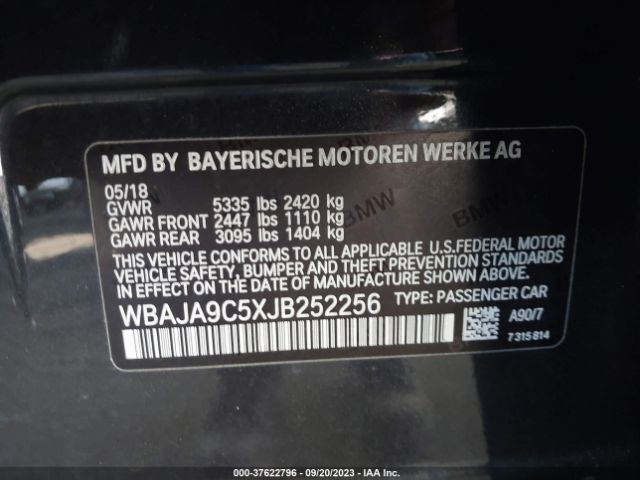 MFD BY BAYERISCHE MOTOREN WERKE AG
05/18
GVWR 5335 lbs 2420 kg
GAWR FRONT 2447 lbs 1110 kg
GAWR REAR 3095 lbs 1404 kg
THIS VEHICLE CONFORMS TO ALL APPLICABLE U.S.FEDERAL MOTOR
VEHICLE SAFETY, BUMPER AND THEFT PREVENTION STANDARDS
IN EFFECT ON THE DATE OF MANUFACTURE SHOWN ABOVE.
WBAJA9C5XJB252256 TYPE: PASSENGER CAR
A90/7
7315814
BMW
BMW
000-37622796 - 09/20/2023 - IAA Inc.